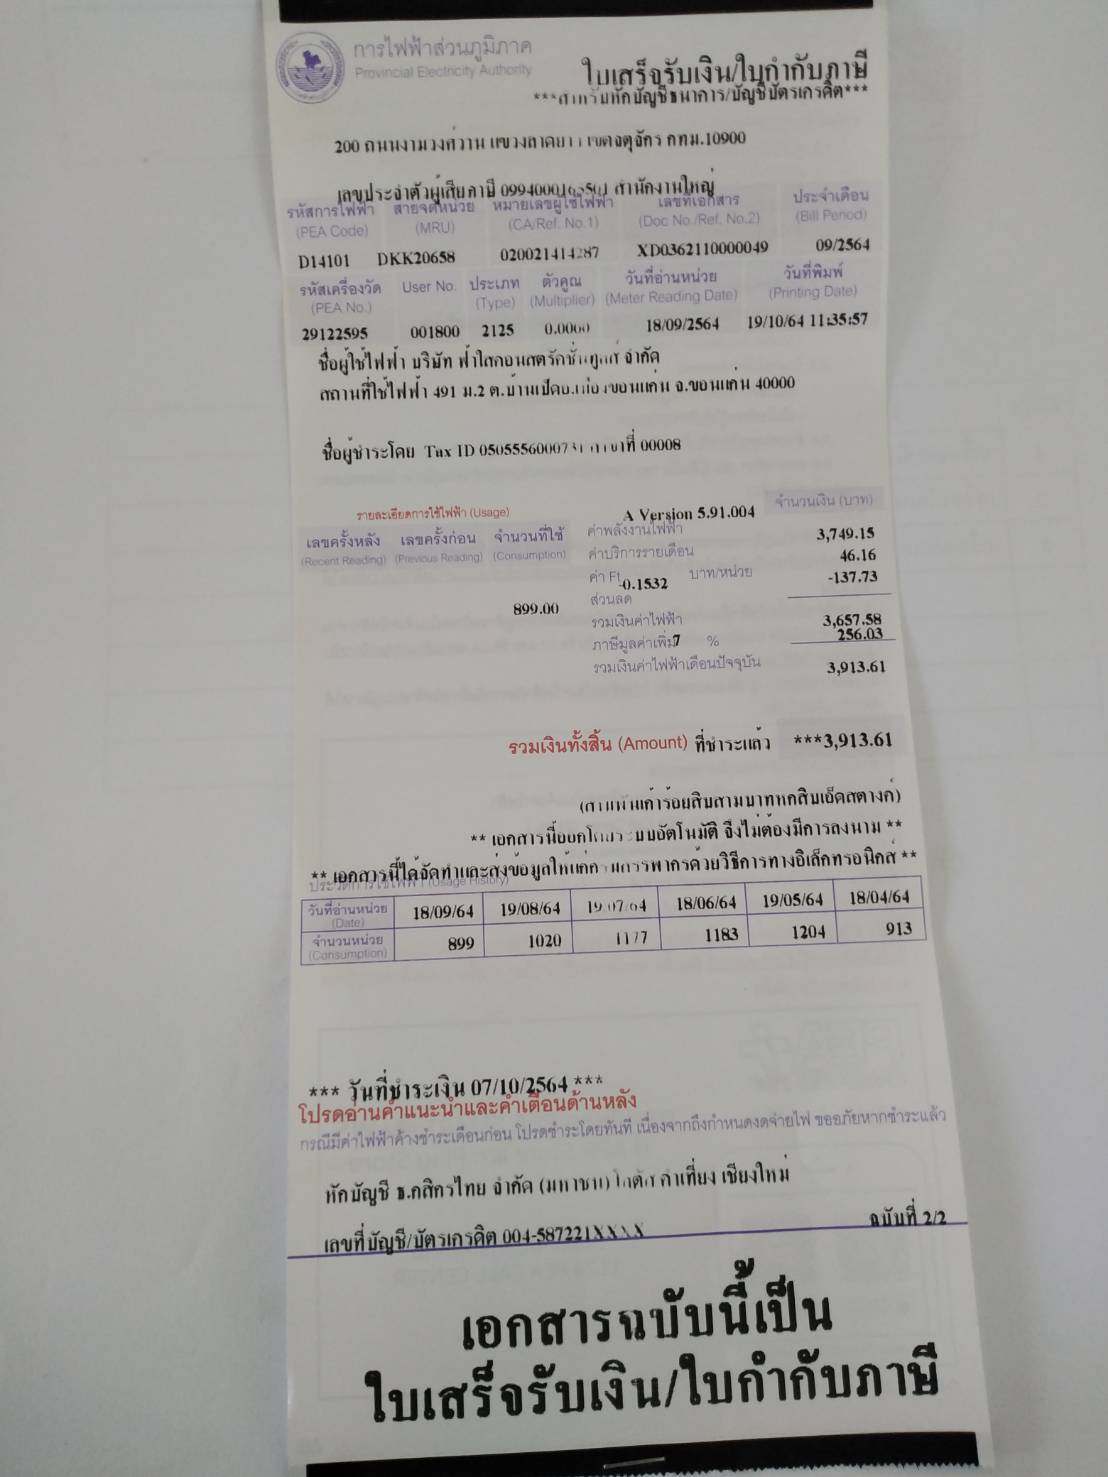 การไฟฟ้าส่วนภูมิภาค
Provincial Electricity Authority
ใบเสร็จรับเงิน/ใบกำกับภาษี
***สำหรับหักบัญชีธนาคาร/บัญชีบัตรเครดิต***
200 ถนนงามวงศ์วาน แขวงลาดยาว เขตจตุจักร กทม.10900
เลขประจำตัวผู้เสียภาษี สำนักงานใหญ่
รหัสการไฟฟ้า สายจดหน่วย หมายเลขผู้ใช้ไฟฟ้า เลขที่เอกสาร ประจำเดือน
(PEA Code) (MRU) (CA/Ref. No.1) (Doc No./Ref. No.2) (Bill Period)
D14101 DKK20658 020021414287 XD0362110000049 09/2564
รหัสเครื่องวัด User No. ประเภท ตัวคูณ วันที่อ่านหน่วย วันที่พิมพ์
(PEA No.) (Type) (Multiplier) (Meter Reading Date) (Printing Date)
29122595 001800 2125 0.0000 18/09/2564 19/10/64 11:35:57
ชื่อผู้ใช้ไฟฟ้า บริษัท ฟ้าใสคอนสตรัคชั่นทูลส์ จำกัด
สถานที่ใช้ไฟฟ้า 491 ม.2 ต.บ้านเป็ดอ.เมืองขอนแก่น จ.ขอนแก่น 40000
ชื่อผู้ชำระโดย Tax ID สาขาที่ 00008
รายละเอียดการใช้ไฟฟ้า (Usage)
A Version 5.91.004
จำนวนเงิน (บาท)
เลขครั้งหลัง เลขครั้งก่อน จำนวนที่ใช้
(Recent Reading) (Previous Reading) (Consumption)
899.00
ค่าพลังงานไฟฟ้า 3,749.15
ค่าบริการรายเดือน 46.16
ค่า Ft -0.1532 บาท/หน่วย -137.73
ส่วนลด
รวมเงินค่าไฟฟ้า 3,657.58
ภาษีมูลค่าเพิ่ม 7 % 256.03
รวมเงินค่าไฟฟ้าเดือนปัจจุบัน 3,913.61
รวมเงินทั้งสิ้น (Amount) ที่ชำระแล้ว ***3,913.61
(สามพันเก้าร้อยสิบสามบาทหกสิบเอ็ดสตางค์)
** เอกสารนี้ออกโดยระบบอัตโนมัติ จึงไม่ต้องมีการลงนาม **
** เอกสารนี้ได้จัดทำและส่งข้อมูลให้แก่กรมสรรพากรด้วยวิธีการทางอิเล็กทรอนิกส์ **
ประวัติการใช้ไฟฟ้า (Usage History)
วันที่อ่านหน่วย (Date) 18/09/64 19/08/64 19/07/64 18/06/64 19/05/64 18/04/64
จำนวนหน่วย (Consumption) 899 1020 1177 1183 1204 913
*** วันที่ชำระเงิน 07/10/2564 ***
โปรดอ่านคำแนะนำและคำเตือนด้านหลัง
กรณีมีค่าไฟฟ้าค้างชำระเดือนก่อน โปรดชำระโดยทันที เนื่องจากถึงกำหนดงดจ่ายไฟ ขออภัยหากชำระแล้ว
หักบัญชี ธ.กสิกรไทย จำกัด (มหาชน) โลตัส คำเที่ยง เชียงใหม่
เลขที่บัญชี/บัตรเครดิต 004-587221XXXX
ฉบับที่ 2/2
เอกสารฉบับนี้เป็น
ใบเสร็จรับเงิน/ใบกำกับภาษี